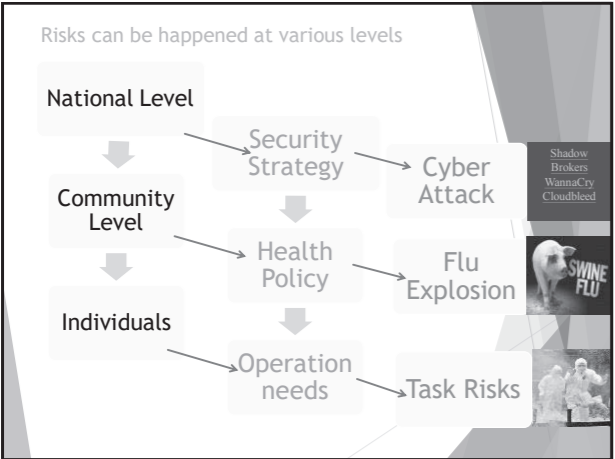 Risks can be happened at various levels
National Level
Security
Strategy
Cyber
Attack
Shadow
Brokers
WannaCry
Cloudbleed
Community
Level
Health
Policy
Flu
Explosion
SWINE
FLU
Individuals
Operation
needs
Task Risks